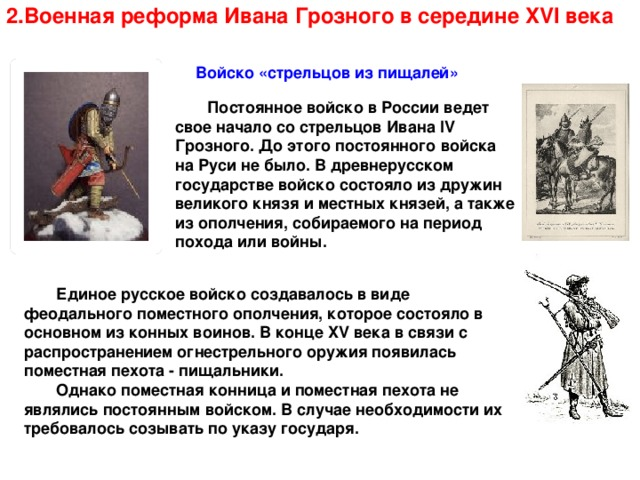 2.Военная реформа Ивана Грозного в середине XVI века
Войско «стрельцов из пищалей»
Постоянное войско в России ведет
свое начало со стрельцов Ивана IV
Грозного. До этого постоянного войска
на Руси не было. В древнерусском
государстве войско состояло из дружин
великого князя и местных князей, а также
из ополчения, собираемого на период
похода или войны.
Единое русское войско создавалось в виде
феодального поместного ополчения, которое состояло в
основном из конных воинов. В конце XV века в связи с
распространением огнестрельного оружия появилась
поместная пехота - пищальники.
Однако поместная конница и поместная пехота не
являлись постоянным войском. В случае необходимости их
требовалось созывать по указу государя.